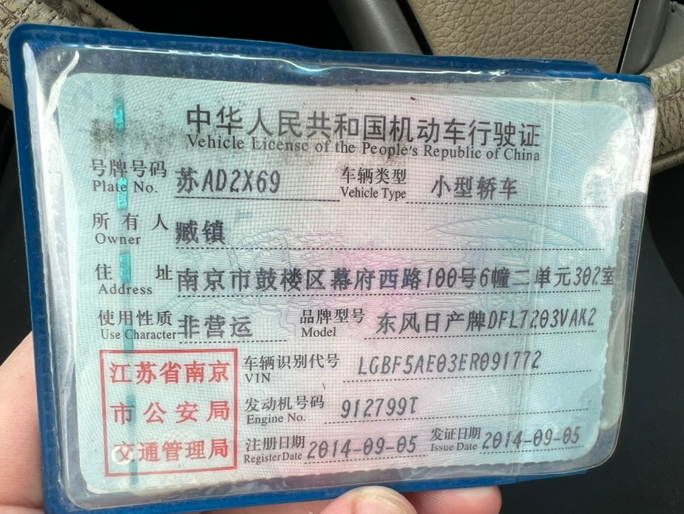 中华人民共和国机动车行驶证
Vehicle License of the People's Republic of China
号牌号码 苏AD2X69 车辆类型 小型轿车
Plate No. Vehicle Type
所有人 臧镇
Owner
住址 南京市鼓楼区幕府西路100号6幢二单元302室
Address
使用性质 非营运 品牌型号 东风日产牌DFL7203VAK2
Use Character Model
江苏省南京 车辆识别代号 LGBF5AE03ER091772
VIN
市公安局 发动机号码 912799T
Engine No.
交通管理局 注册日期 2014-09-05 发证日期 2014-09-05
Register Date Issue Date